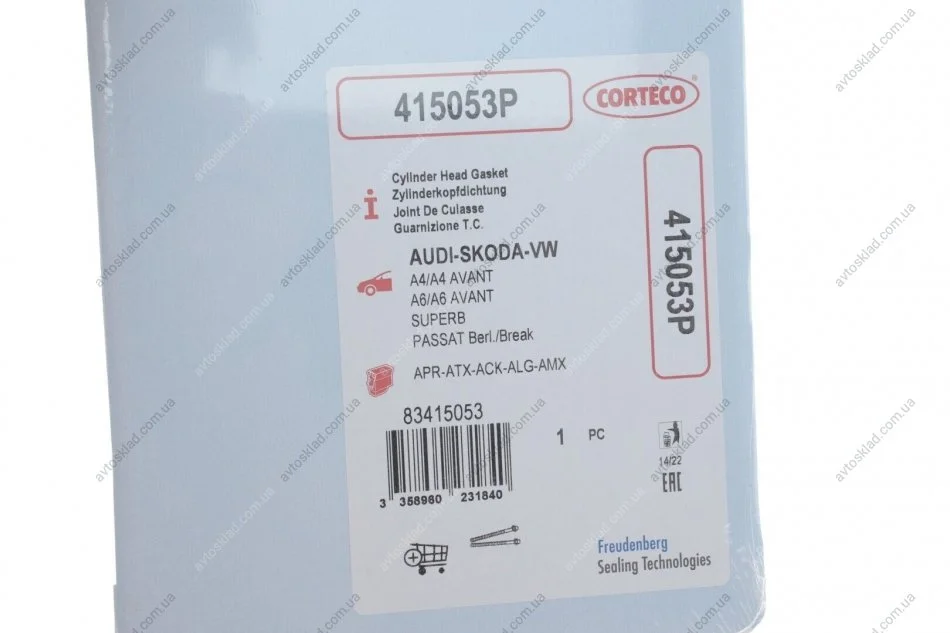 415053P
CORTECO®
Cylinder Head Gasket
Zylinderkopfdichtung
Joint De Culasse
Guarnizione T.C.
415053P
AUDI-SKODA-VW
A4/A4 AVANT
A6/A6 AVANT
SUPERB
PASSAT Berl./Break
APR-ATX-ACK-ALG-AMX
83415053
1 PC
14/22
EAC
3 358960 231840
Freudenberg
Sealing Technologies
avtosklad.com.ua